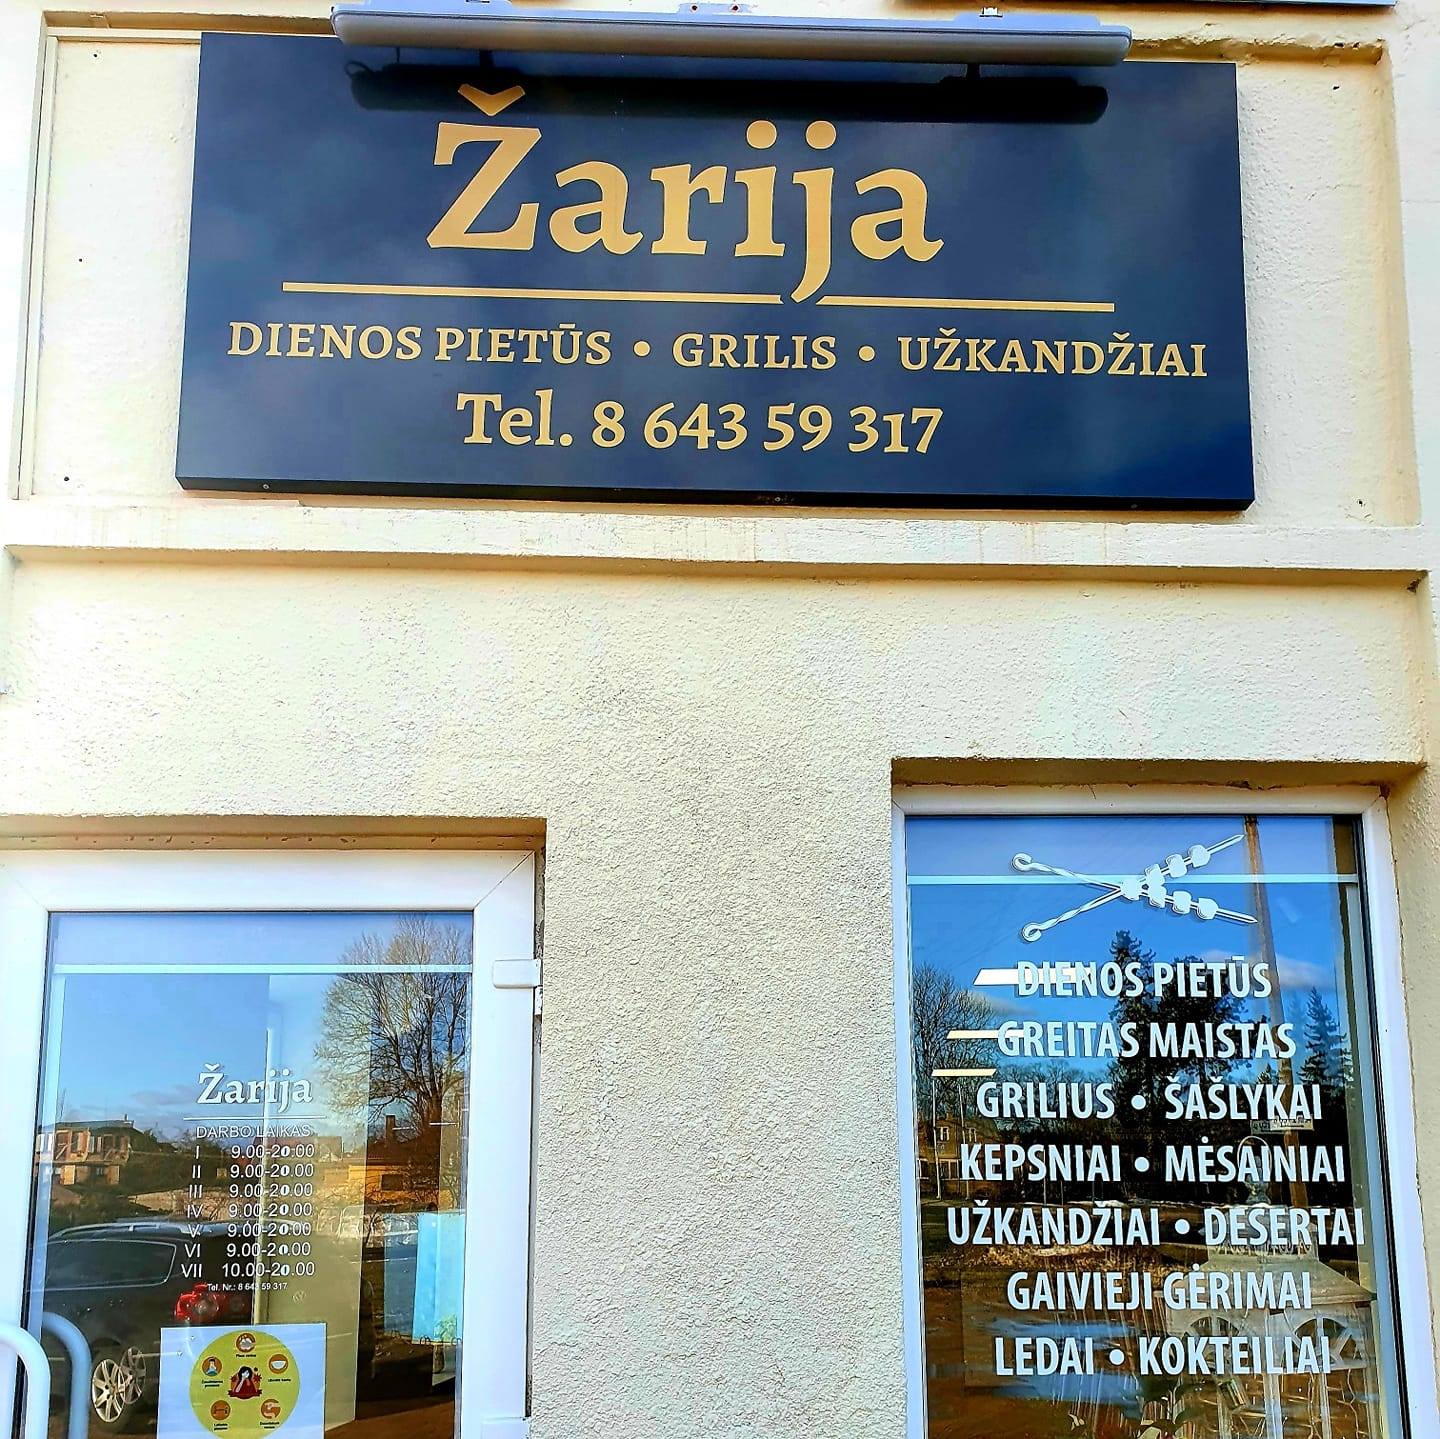 Žarija
DIENOS PIETŪS • GRILIS • UŽKANDŽIAI
Tel. 8 643 59 317
Žarija
DARBO LAIKAS
I 9.00-20.00
II 9.00-20.00
III 9.00-20.00
IV 9.00-20.00
V 9.00-20.00
VI 9.00-20.00
VII 10.00-20.00
Tel. Nr.: 8 643 59 317
DIENOS PIETŪS
GREITAS MAISTAS
GRILIUS • ŠAŠLYKAI
KEPSNIAI • MĖSAINIAI
UŽKANDŽIAI • DESERTAI
GAIVIEJI GĖRIMAI
LEDAI • KOKTEILIAI